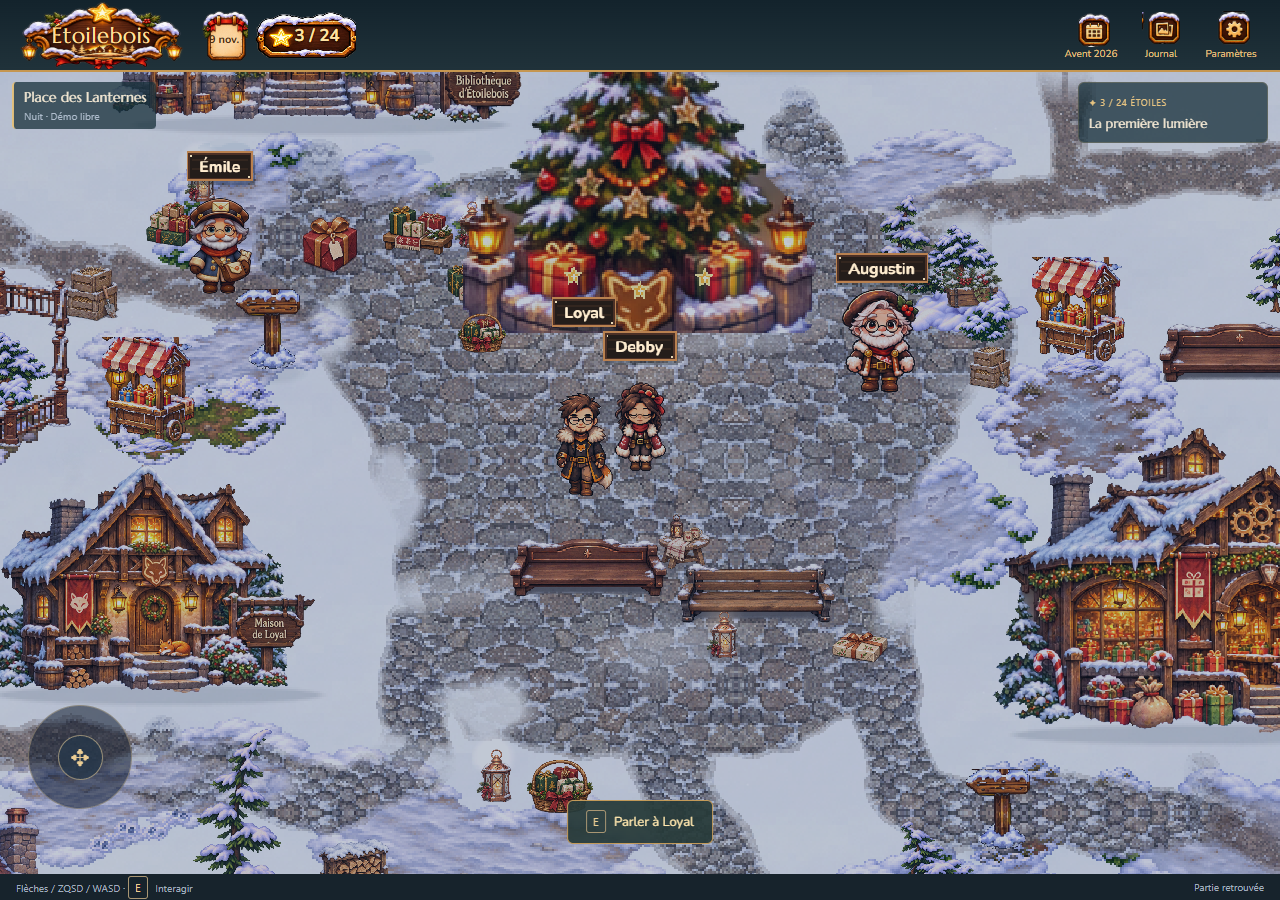 Etoilebois
9 nov.
3 / 24
Avent 2026
Journal
Paramètres
Place des Lanternes
Nuit · Démo libre
Bibliothèque
d'Étoilebois
✦ 3 / 24 ÉTOILES
La première lumière
Émile
Augustin
Loyal
Debby
Maison
de Loyal
E Parler à Loyal
Flèches / ZQSD / WASD · E Interagir
Partie retrouvée